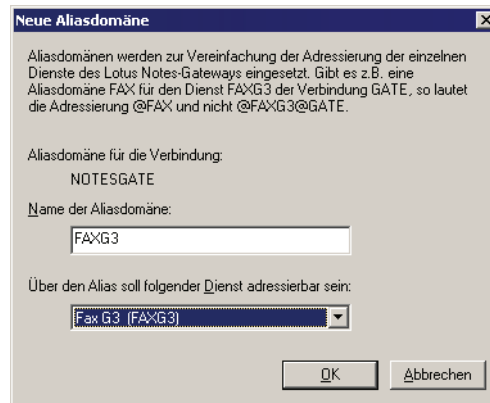 Neue Aliasdomäne
Aliasdomänen werden zur Vereinfachung der Adressierung der einzelnen
Dienste des Lotus Notes-Gateways eingesetzt. Gibt es z.B. eine
Aliasdomäne FAX für den Dienst FAXG3 der Verbindung GATE, so lautet
die Adressierung @FAX und nicht @FAXG3@GATE.
Aliasdomäne für die Verbindung:
NOTESGATE
Name der Aliasdomäne:
FAXG3
Über den Alias soll folgender Dienst adressierbar sein:
Fax G3 (FAXG3)
OK Abbrechen